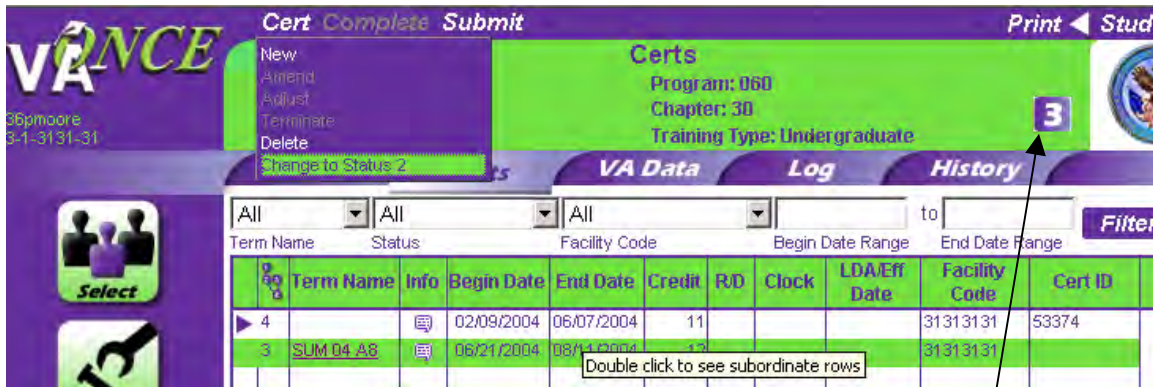 Cert Complete Submit
Print Stud
VA ONCE
36pmoore
3-1-3131-31
New
Amend
Adjust
Terminate
Delete
Change to Status 2
Certs
Program: 060
Chapter: 30
Training Type: Undergraduate
3
VA Data Log History
All All All to Filter
Term Name Status Facility Code Begin Date Range End Date Range
Select
Term Name Info Begin Date End Date Credit R/D Clock LDA/Eff Date Facility Code Cert ID
4 02/09/2004 06/07/2004 11 31313131 53374
3 SUM 04 A8 06/21/2004 31313131
Double click to see subordinate rows